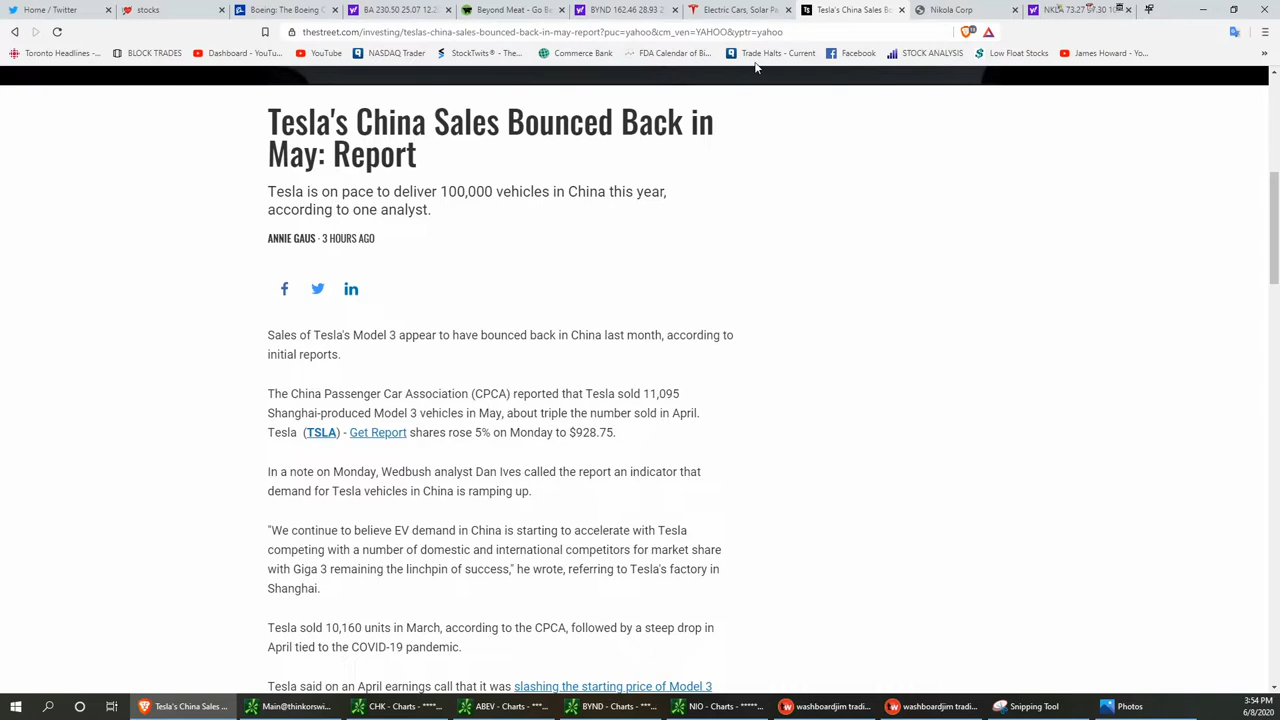 Home / Twitter
stocks
Boeing: The Boeing C
BA 230.50 25.07 12.2
Beyond Meat - Go Be
BYND 162.46 28.93 2
Electric Cars, Solar Pa
Tesla's China Sales Bo
Nikola Corp
thestreet.com/investing/teslas-china-sales-bounced-back-in-may-report?puc=yahoo&cm_ven=YAHOO&yptr=yahoo
Toronto Headlines -...
BLOCK TRADES
Dashboard - YouTu...
YouTube
NASDAQ Trader
StockTwits® - The...
Commerce Bank
FDA Calendar of Bi...
Trade Halts - Current
Facebook
STOCK ANALYSIS
Low Float Stocks
James Howard - Yo...
Tesla's China Sales Bounced Back in
May: Report
Tesla is on pace to deliver 100,000 vehicles in China this year,
according to one analyst.
ANNIE GAUS · 3 HOURS AGO
Sales of Tesla's Model 3 appear to have bounced back in China last month, according to
initial reports.
The China Passenger Car Association (CPCA) reported that Tesla sold 11,095
Shanghai-produced Model 3 vehicles in May, about triple the number sold in April.
Tesla (TSLA) - Get Report shares rose 5% on Monday to $928.75.
In a note on Monday, Wedbush analyst Dan Ives called the report an indicator that
demand for Tesla vehicles in China is ramping up.
"We continue to believe EV demand in China is starting to accelerate with Tesla
competing with a number of domestic and international competitors for market share
with Giga 3 remaining the linchpin of success," he wrote, referring to Tesla's factory in
Shanghai.
Tesla sold 10,160 units in March, according to the CPCA, followed by a steep drop in
April tied to the COVID-19 pandemic.
Tesla said on an April earnings call that it was slashing the starting price of Model 3
Tesla's China Sales ...
Main@thinkorswi...
CHK - Charts - ****...
ABEV - Charts - ***...
BYND - Charts - ***...
NIO - Charts - ****...
washboardjim tradi...
washboardjim tradi...
Snipping Tool
Photos
3:54 PM
6/8/2020